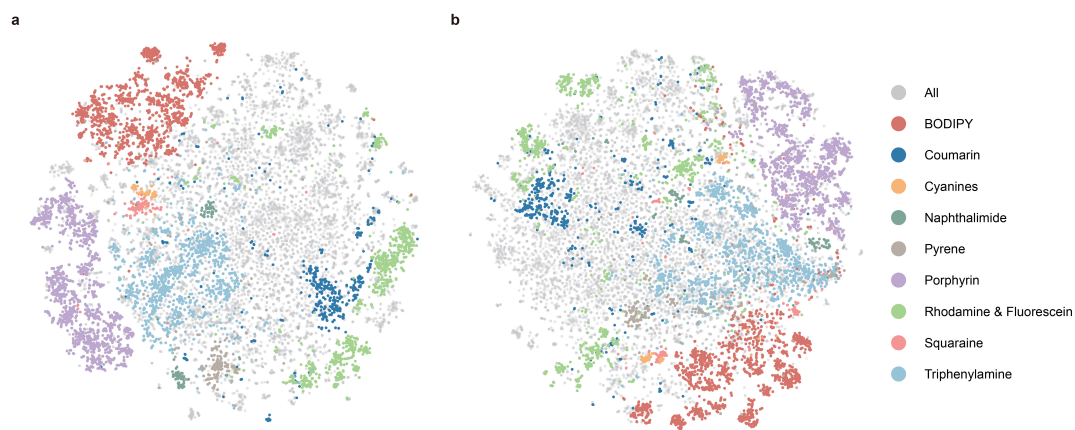 a
b
All
BODIPY
Coumarin
Cyanines
Naphthalimide
Pyrene
Porphyrin
Rhodamine & Fluorescein
Squaraine
Triphenylamine